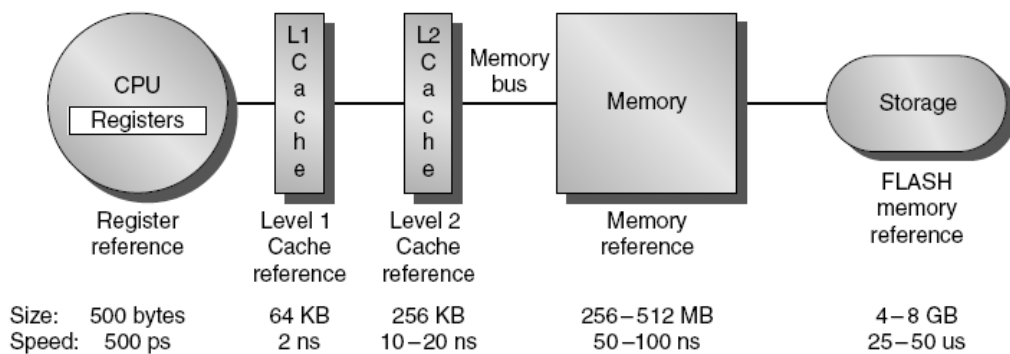 CPU
Registers
L1 Cache
L2 Cache
Memory
bus
Memory
Storage
Register
reference
Level 1
Cache
reference
Level 2
Cache
reference
Memory
reference
FLASH
memory
reference
Size: 500 bytes 64 KB 256 KB 256–512 MB 4–8 GB
Speed: 500 ps 2 ns 10–20 ns 50–100 ns 25–50 us